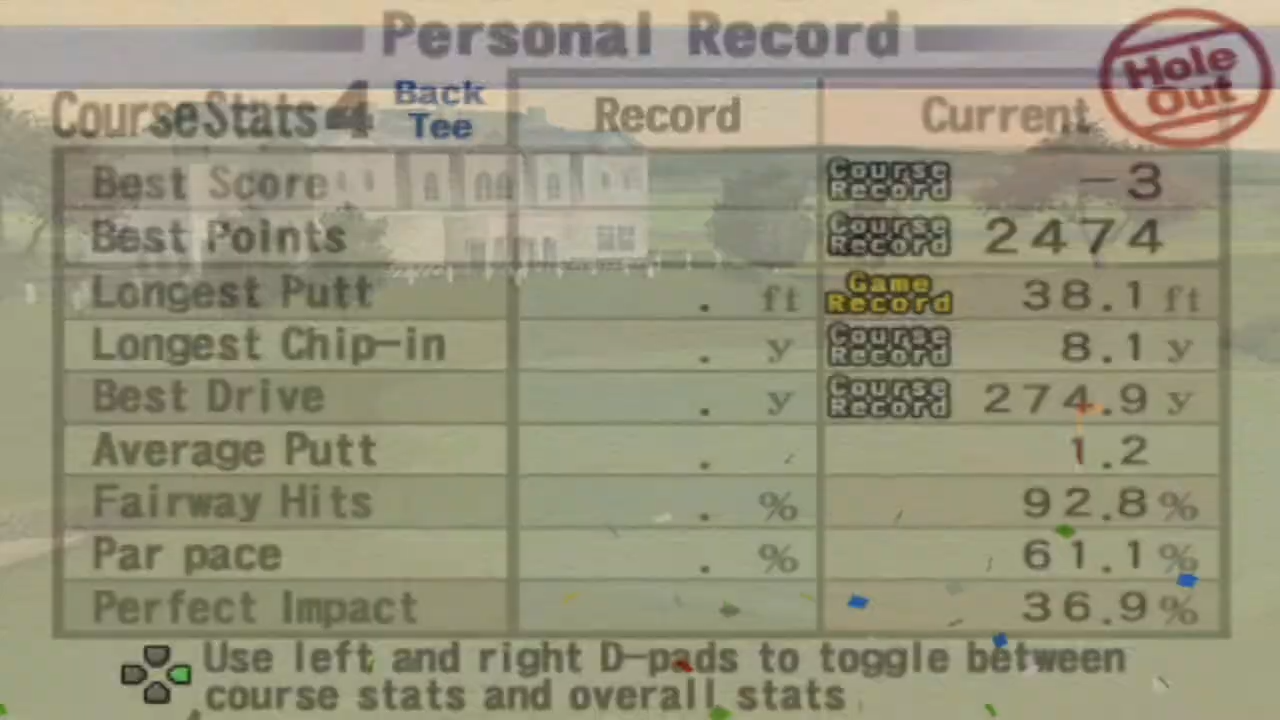 Personal Record
Hole Out
CourseStats 4 Back Tee Record Current
Best Score Course Record -3
Best Points Course Record 2474
Longest Putt . ft Game Record 38.1 ft
Longest Chip-in . y Course Record 8.1 y
Best Drive . y Course Record 274.9 y
Average Putt . 1.2
Fairway Hits . % 92.8%
Par pace . % 61.1%
Perfect Impact 36.9%
Use left and right D-pads to toggle between
course stats and overall stats